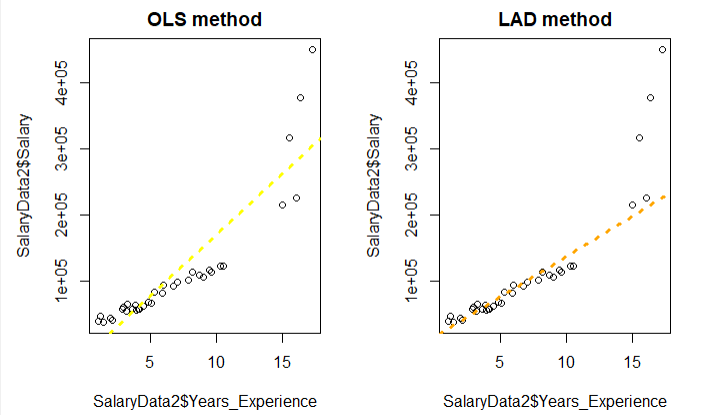 OLS method
SalaryData2$Salary
4e+05
3e+05
2e+05
1e+05
5
10
15
SalaryData2$Years_Experience
LAD method
SalaryData2$Salary
4e+05
3e+05
2e+05
1e+05
5
10
15
SalaryData2$Years_Experience